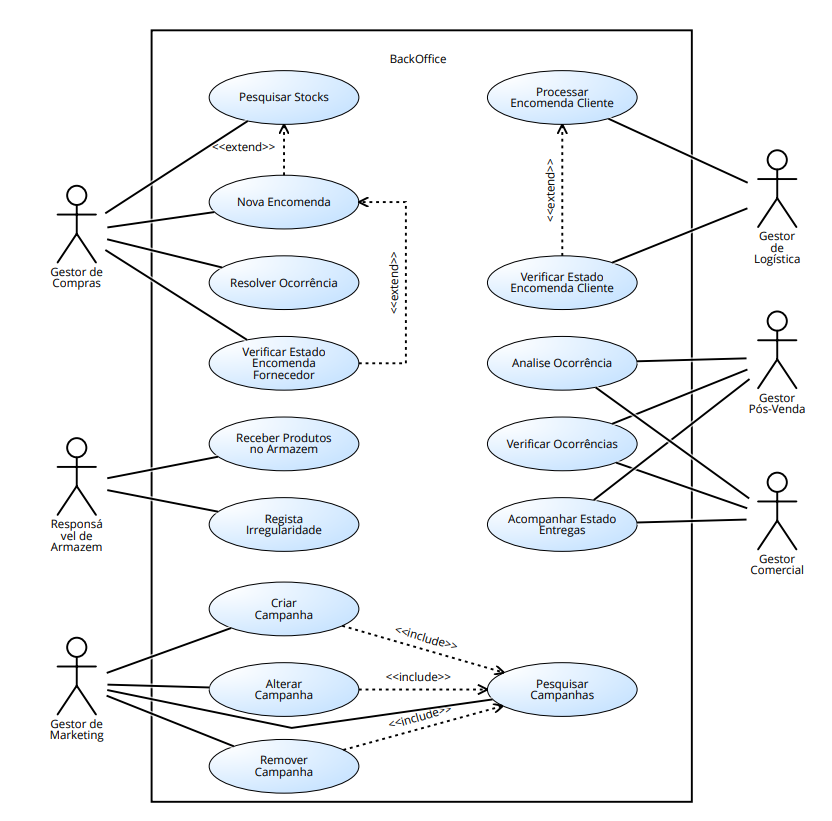 BackOffice
Pesquisar Stocks
<<extend>>
Nova Encomenda
Gestor de
Compras
Resolver Ocorrência
<<extend>>
Verificar Estado
Encomenda
Fornecedor
Processar
Encomenda Cliente
<<extend>>
Verificar Estado
Encomenda Cliente
Gestor
de
Logística
Analise Ocorrência
Gestor
Pós-Venda
Verificar Ocorrências
Acompanhar Estado
Entregas
Gestor
Comercial
Receber Produtos
no Armazem
Responsá
vel de
Armazem
Regista
Irregularidade
Criar
Campanha
<<include>>
Alterar
Campanha
<<include>>
Pesquisar
Campanhas
Gestor de
Marketing
<<include>>
Remover
Campanha